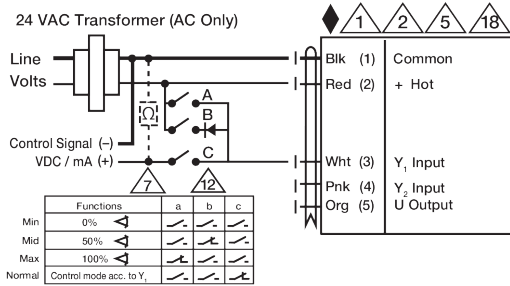 24 VAC Transformer (AC Only)
1 2 5 18
Line
Volts
Blk (1) Common
Red (2) + Hot
A
B
C
Ω
Control Signal (–)
VDC / mA (+)
Wht (3) Y1 Input
Pnk (4) Y2 Input
Org (5) U Output
7 12
Functions a b c
Min 0%
Mid 50%
Max 100%
Normal Control mode acc. to Y1